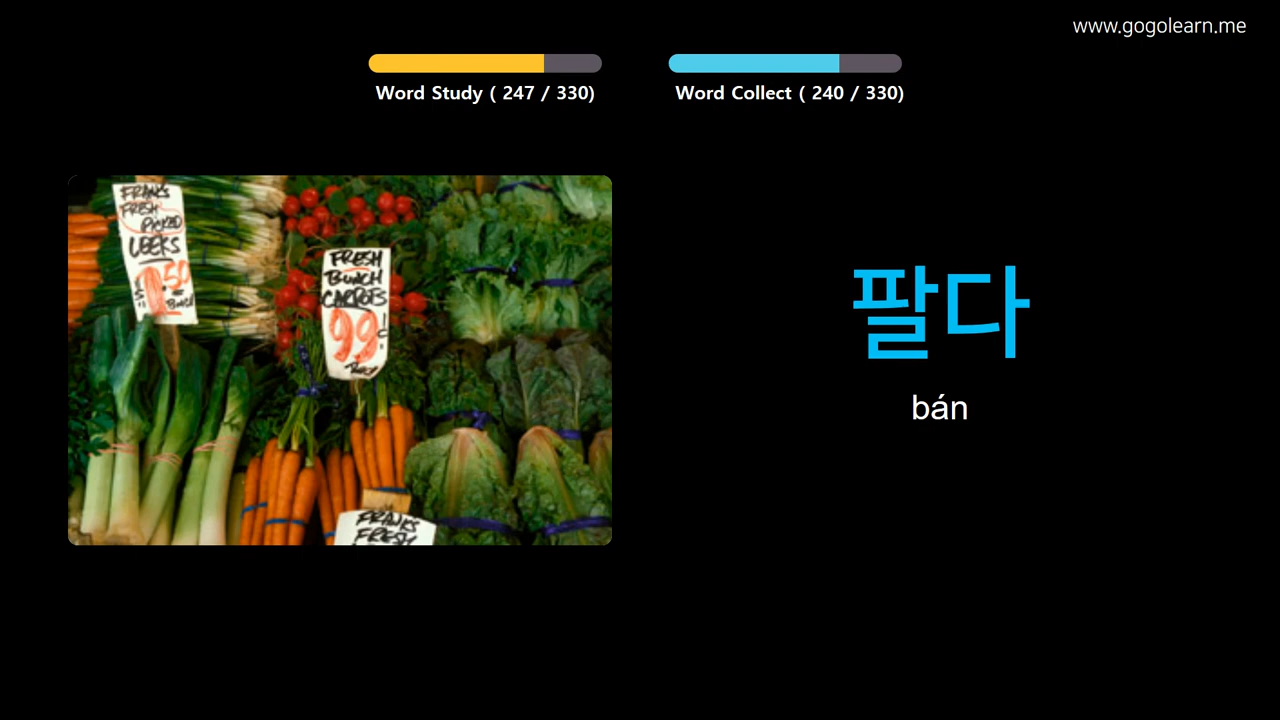 www.gogolearn.me
Word Study ( 247 / 330)
Word Collect ( 240 / 330)
FRANK'S
FRESH
PICKED
LEEKS
FRESH
BUNCH
CARROTS
99¢
팔다
bán
FRANK'S
FRESH